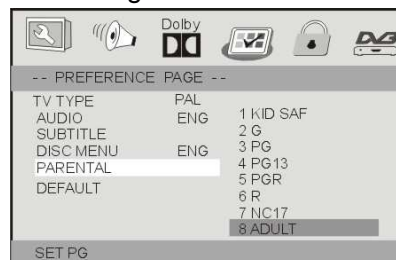 Dolby
-- PREFERENCE PAGE --
TV TYPE PAL
AUDIO ENG
SUBTITLE
DISC MENU ENG
PARENTAL
DEFAULT
1 KID SAF
2 G
3 PG
4 PG13
5 PGR
6 R
7 NC17
8 ADULT
SET PG